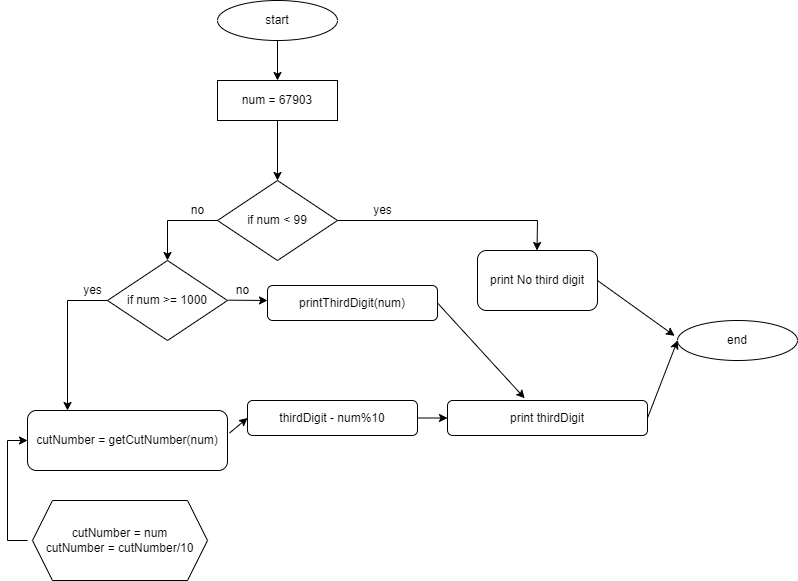 start
num = 67903
if num < 99
no
yes
print No third digit
if num >= 1000
yes
no
printThirdDigit(num)
end
cutNumber = getCutNumber(num)
thirdDigit - num%10
print thirdDigit
cutNumber = num
cutNumber = cutNumber/10